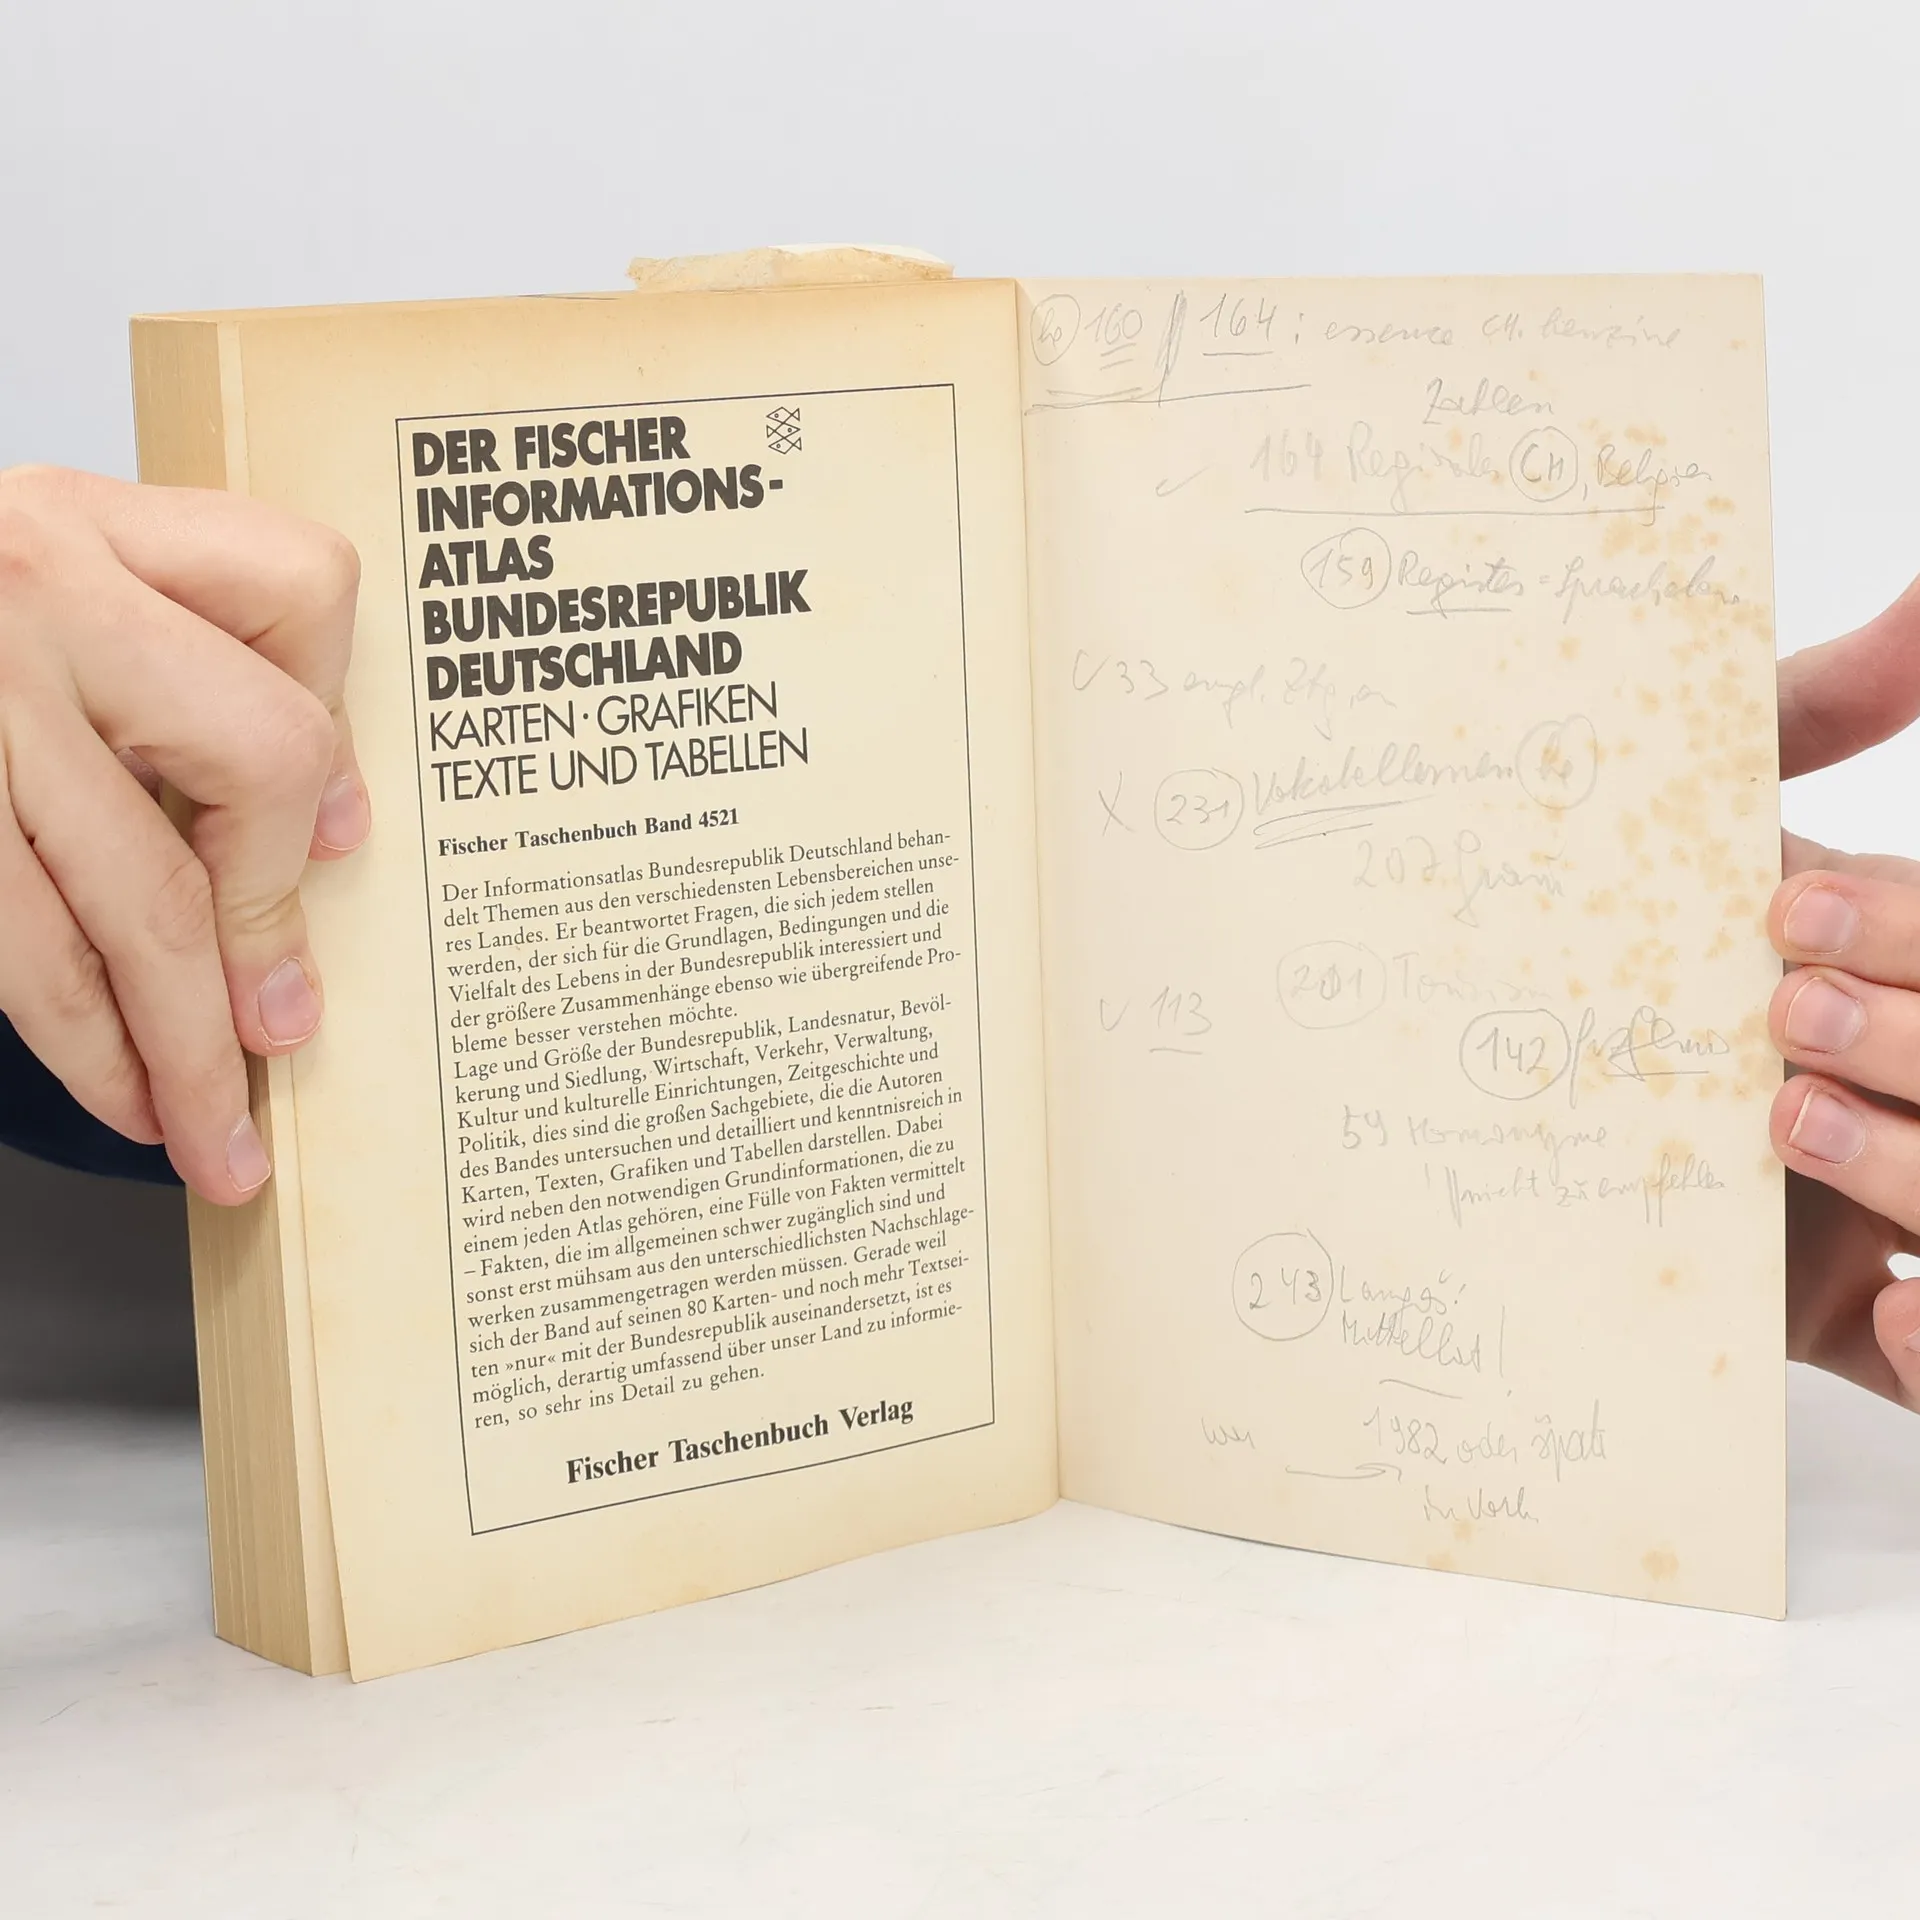 DER FISCHER
INFORMATIONS-
ATLAS
BUNDESREPUBLIK
DEUTSCHLAND
KARTEN · GRAFIKEN
TEXTE UND TABELLEN
Fischer Taschenbuch Band 4521
Der Informationsatlas Bundesrepublik Deutschland behan-
delt Themen aus den verschiedensten Lebensbereichen unse-
res Landes. Er beantwortet Fragen, die sich jedem stellen
werden, der sich für die Grundlagen, Bedingungen und die
Vielfalt des Lebens in der Bundesrepublik interessiert und
der größere Zusammenhänge ebenso wie übergreifende Pro-
bleme besser verstehen möchte.
Lage und Größe der Bundesrepublik, Landesnatur, Bevöl-
kerung und Siedlung, Wirtschaft, Verkehr, Verwaltung,
Kultur und kulturelle Einrichtungen, Zeitgeschichte und
Politik, dies sind die großen Sachgebiete, die die Autoren
des Bandes untersuchen und detailliert und kenntnisreich in
Karten, Texten, Grafiken und Tabellen darstellen. Dabei
wird neben den notwendigen Grundinformationen, die zu
einem jeden Atlas gehören, eine Fülle von Fakten vermittelt
– Fakten, die im allgemeinen schwer zugänglich sind und
sonst erst mühsam aus den unterschiedlichsten Nachschlage-
werken zusammengetragen werden müssen. Gerade weil
sich der Band auf seinen 80 Karten- und noch mehr Textsei-
ten »nur« mit der Bundesrepublik auseinandersetzt, ist es
möglich, derartig umfassend über unser Land zu informie-
ren, so sehr ins Detail zu gehen.
Fischer Taschenbuch Verlag
160 164 : essence CH. benzine
Zahlen
164 CH, Belgien
159 Register =
33 engl.
231 Vokabellernen
207
201
113
142
59 Homonyme
nicht zu empfehlen
243
1982 oder